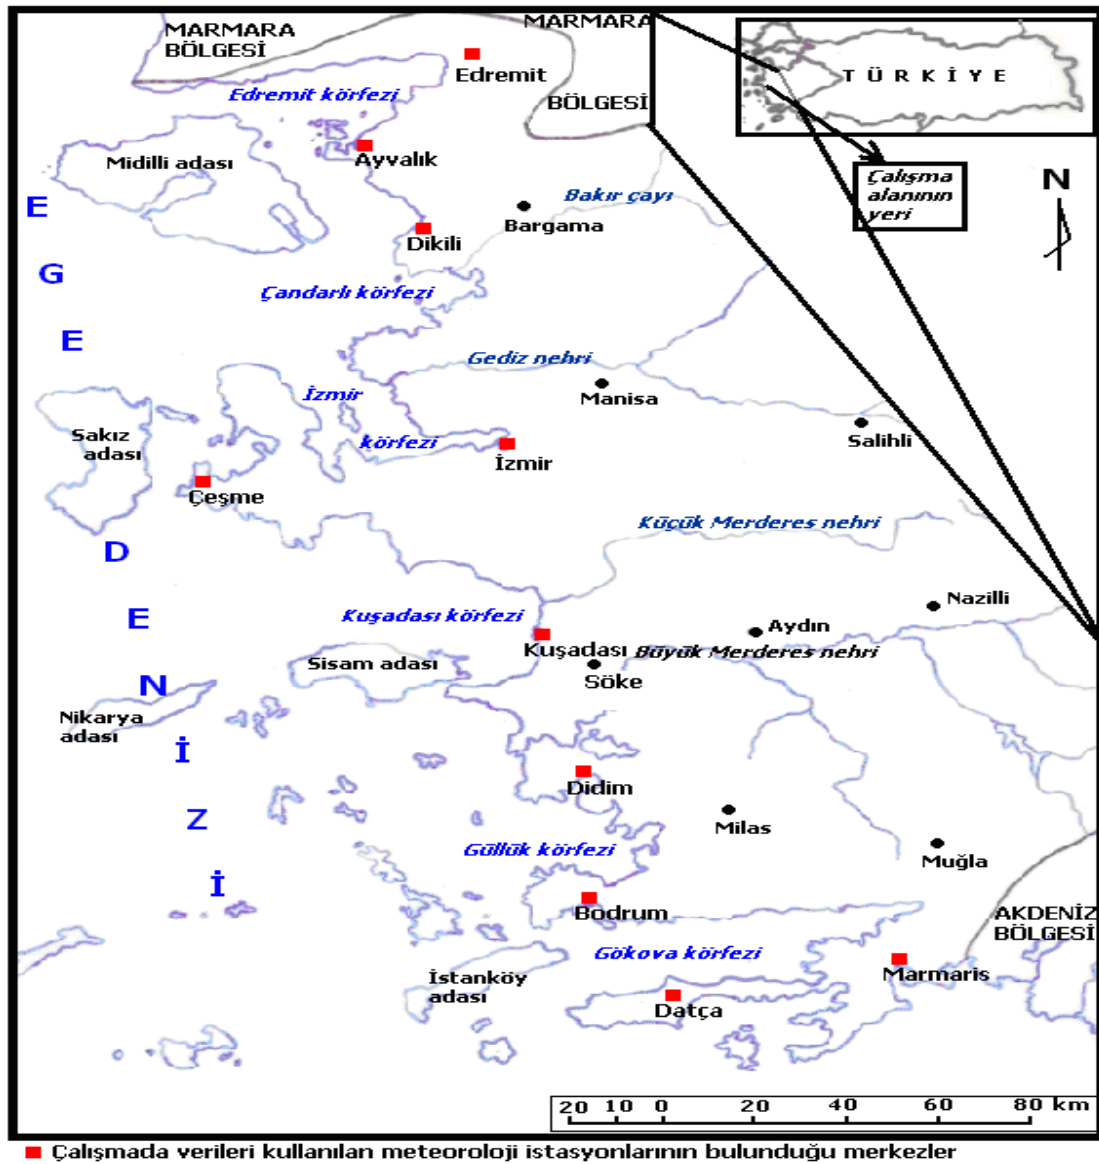 MARMARA
BÖLGESİ
MARMARA
BÖLGESİ
TÜRKİYE
Çalışma
alanının
yeri
N
Edremit
Edremit körfezi
Ayvalık
Midilli adası
Bakır çayı
Bargama
Dikili
Çandarlı körfezi
Gediz nehri
Manisa
İzmir
körfezi
Salihli
İzmir
Sakız
adası
Çeşme
Küçük Merderes nehri
Nazilli
Kuşadası körfezi
Aydın
Kuşadası
Büyük Merderes nehri
Sisam adası
Söke
Nikarya
adası
Didim
Milas
Güllük körfezi
Muğla
Bodrum
AKDENİZ
BÖLGESİ
Gökova körfezi
Marmaris
İstanköy
adası
Datça
E
G
E
D
E
N
İ
Z
İ
20 10 0 20 40 60 80 km
Çalışmada verileri kullanılan meteoroloji istasyonlarının bulunduğu merkezler